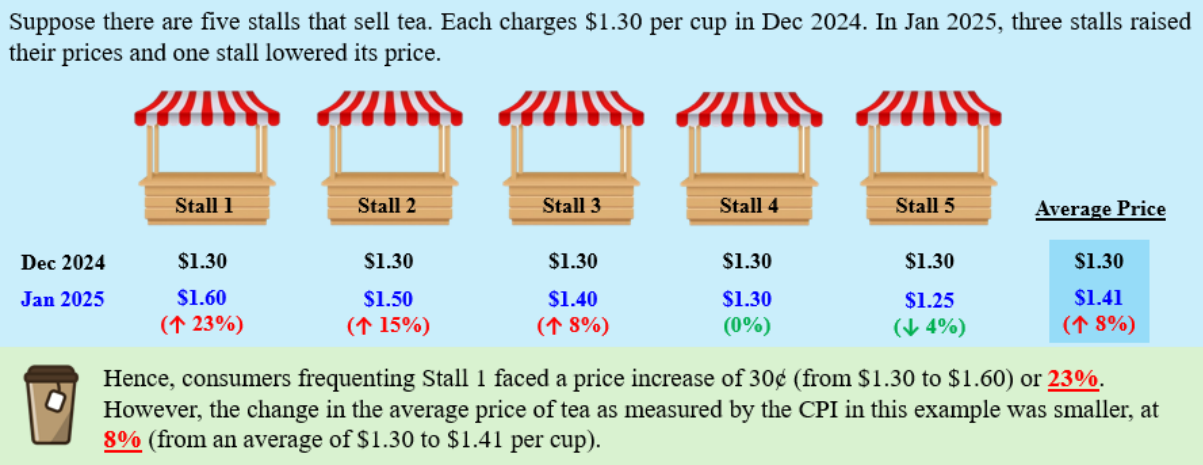 Suppose there are five stalls that sell tea. Each charges $1.30 per cup in Dec 2024. In Jan 2025, three stalls raised
their prices and one stall lowered its price.
Stall 1 Stall 2 Stall 3 Stall 4 Stall 5 Average Price
Dec 2024 $1.30 $1.30 $1.30 $1.30 $1.30 $1.30
Jan 2025 $1.60 $1.50 $1.40 $1.30 $1.25 $1.41
(↑ 23%) (↑ 15%) (↑ 8%) (0%) (↓ 4%) (↑ 8%)
Hence, consumers frequenting Stall 1 faced a price increase of 30¢ (from $1.30 to $1.60) or 23%.
However, the change in the average price of tea as measured by the CPI in this example was smaller, at
8% (from an average of $1.30 to $1.41 per cup).